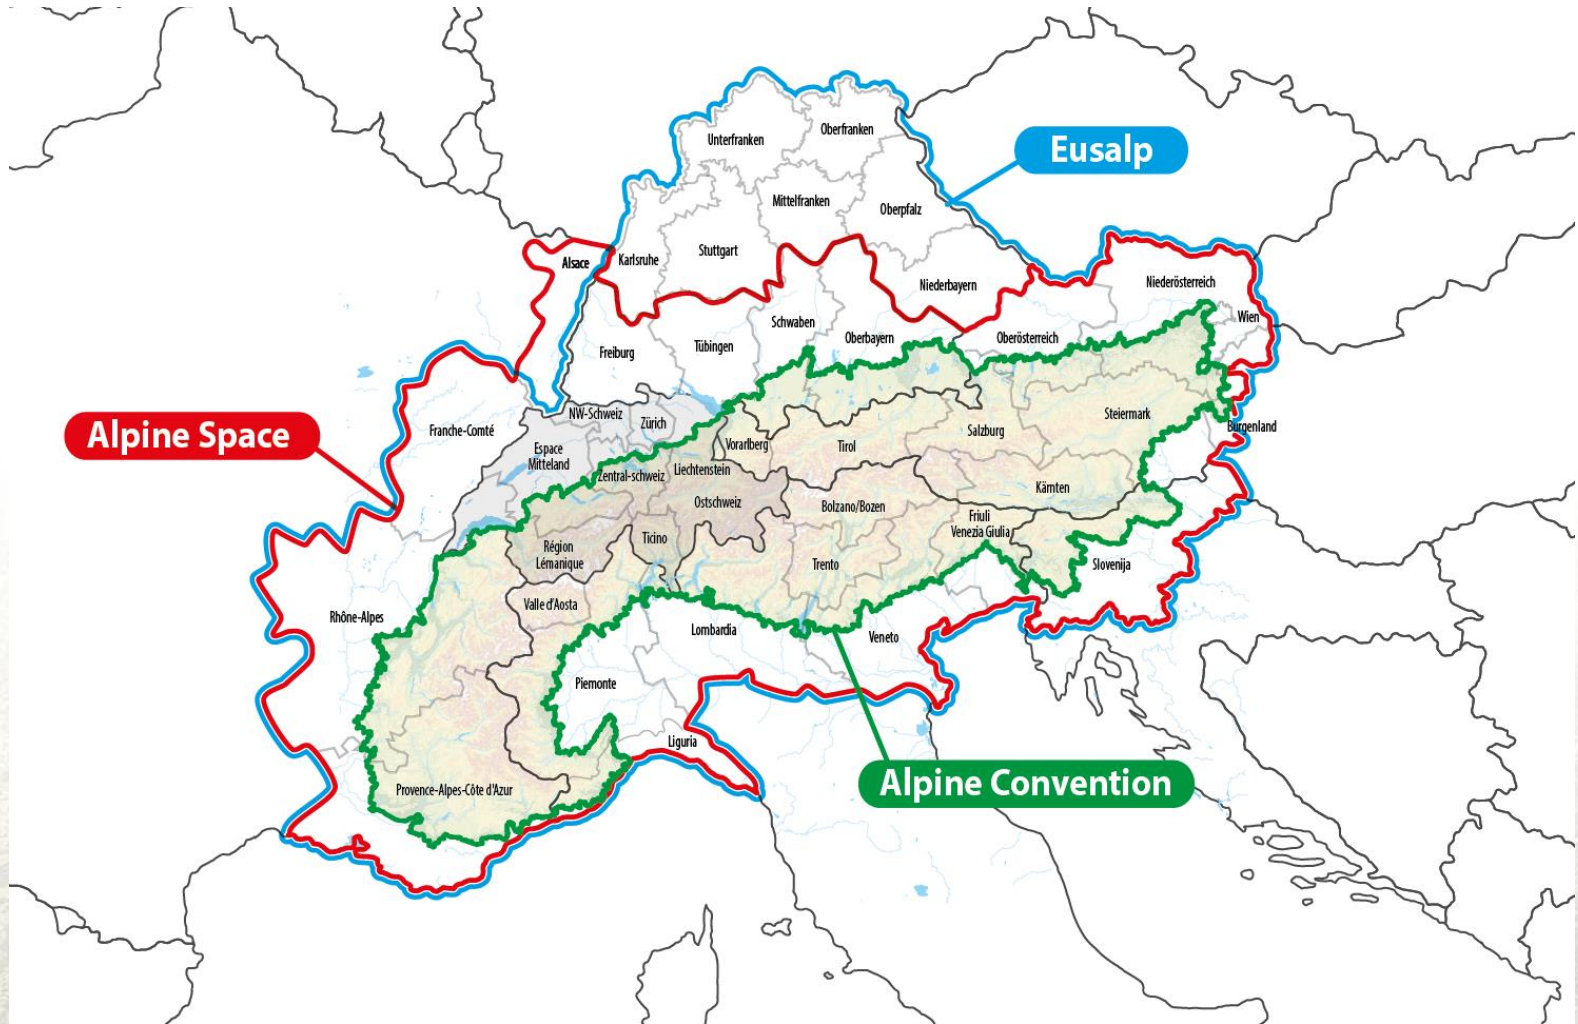 Unterfranken
Oberfranken
Eusalp
Mittelfranken
Oberpfalz
Stuttgart
Karlsruhe
Alsace
Niederbayern
Niederösterreich
Wien
Schwaben
Oberbayern
Oberösterreich
Tübingen
Freiburg
Alpine Space
Franche-Comté
NW-Schweiz
Zürich
Espace
Mitteland
Vorarlberg
Tirol
Salzburg
Steiermark
Burgenland
Zentral-schweiz
Liechtenstein
Ostschweiz
Bolzano/Bozen
Kärnten
Friuli
Venezia Giulia
Région
Lémanique
Ticino
Trento
Slovenija
Rhône-Alpes
Valle d'Aosta
Lombardia
Veneto
Piemonte
Liguria
Provence-Alpes-Côte d'Azur
Alpine Convention